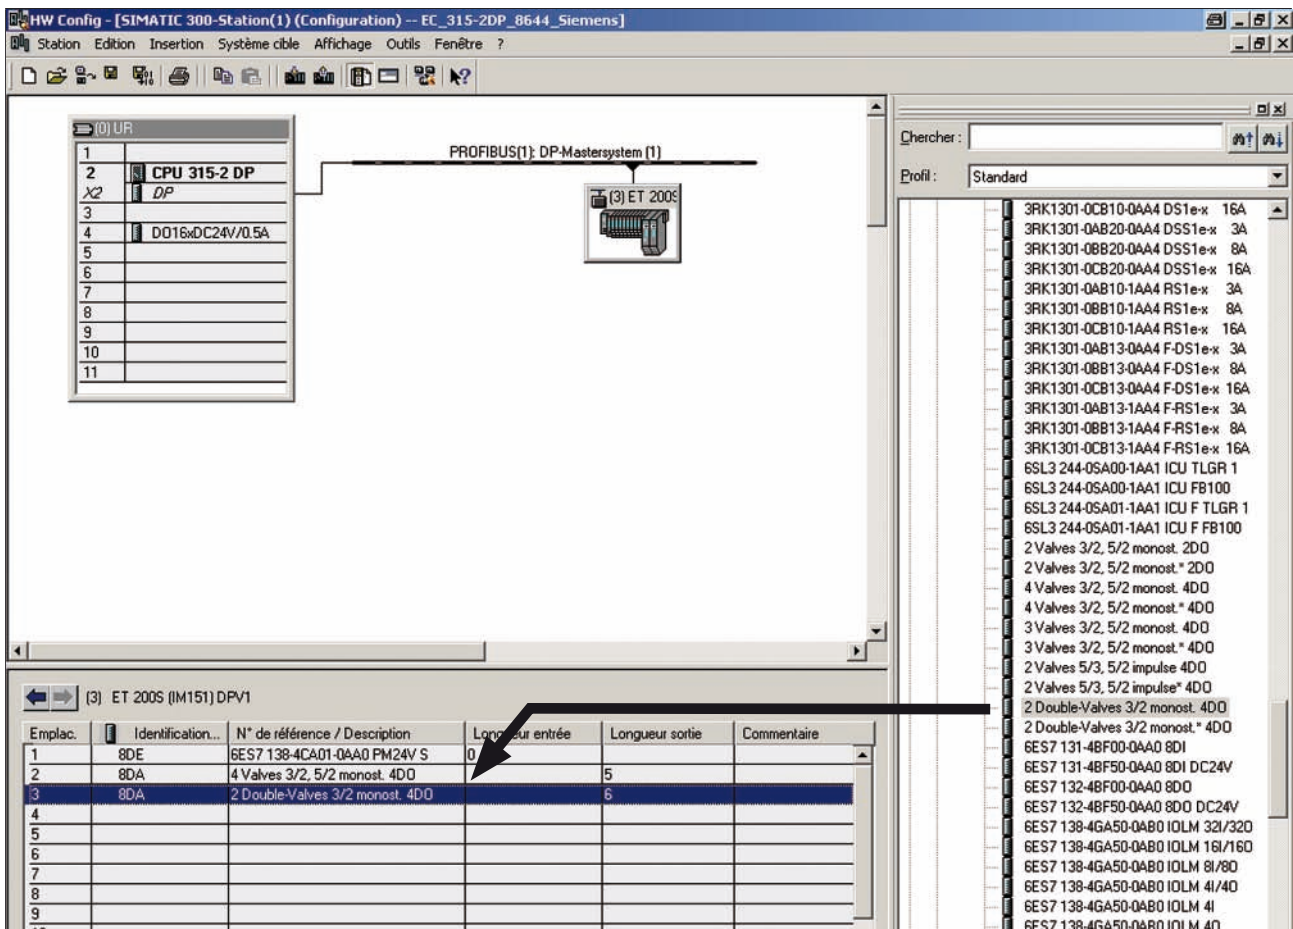 HW Config - [SIMATIC 300-Station(1) (Configuration) -- EC_315-2DP_8644_Siemens]
Station Edition Insertion Système cible Affichage Outils Fenêtre ?
(0) UR
1
2 CPU 315-2 DP
X2 DP
3
4 DO16xDC24V/0.5A
5
6
7
8
9
10
11
PROFIBUS(1): DP-Mastersystem (1)
(3) ET 200S
Chercher :
Profil : Standard
3RK1301-0CB10-0AA4 DS1e-x 16A
3RK1301-0AB20-0AA4 DSS1e-x 3A
3RK1301-0BB20-0AA4 DSS1e-x 8A
3RK1301-0CB20-0AA4 DSS1e-x 16A
3RK1301-0AB10-1AA4 RS1e-x 3A
3RK1301-0BB10-1AA4 RS1e-x 8A
3RK1301-0CB10-1AA4 RS1e-x 16A
3RK1301-0AB13-0AA4 F-DS1e-x 3A
3RK1301-0BB13-0AA4 F-DS1e-x 8A
3RK1301-0CB13-0AA4 F-DS1e-x 16A
3RK1301-0AB13-1AA4 F-RS1e-x 3A
3RK1301-0BB13-1AA4 F-RS1e-x 8A
3RK1301-0CB13-1AA4 F-RS1e-x 16A
6SL3 244-0SA00-1AA1 ICU TLGR 1
6SL3 244-0SA00-1AA1 ICU FB100
6SL3 244-0SA01-1AA1 ICU F TLGR 1
6SL3 244-0SA01-1AA1 ICU F FB100
2 Valves 3/2, 5/2 monost. 2DO
2 Valves 3/2, 5/2 monost.* 2DO
4 Valves 3/2, 5/2 monost. 4DO
4 Valves 3/2, 5/2 monost.* 4DO
3 Valves 3/2, 5/2 monost. 4DO
3 Valves 3/2, 5/2 monost.* 4DO
2 Valves 5/3, 5/2 impulse 4DO
2 Valves 5/3, 5/2 impulse* 4DO
2 Double-Valves 3/2 monost. 4DO
2 Double-Valves 3/2 monost.* 4DO
6ES7 131-4BF00-0AA0 8DI
6ES7 131-4BF50-0AA0 8DI DC24V
6ES7 132-4BF00-0AA0 8DO
6ES7 132-4BF50-0AA0 8DO DC24V
6ES7 138-4GA50-0AB0 IOLM 32I/32O
6ES7 138-4GA50-0AB0 IOLM 16I/16O
6ES7 138-4GA50-0AB0 IOLM 8I/8O
6ES7 138-4GA50-0AB0 IOLM 4I/4O
6ES7 138-4GA50-0AB0 IOLM 4I
6ES7 138-4GA50-0AB0 IOLM 4O
(3) ET 200S (IM151) DPV1
Emplac. Identification... N° de référence / Description Longueur entrée Longueur sortie Commentaire
1 8DE 6ES7 138-4CA01-0AA0 PM24V S 0
2 8DA 4 Valves 3/2, 5/2 monost. 4DO 5
3 8DA 2 Double-Valves 3/2 monost. 4DO 6
4
5
6
7
8
9
10